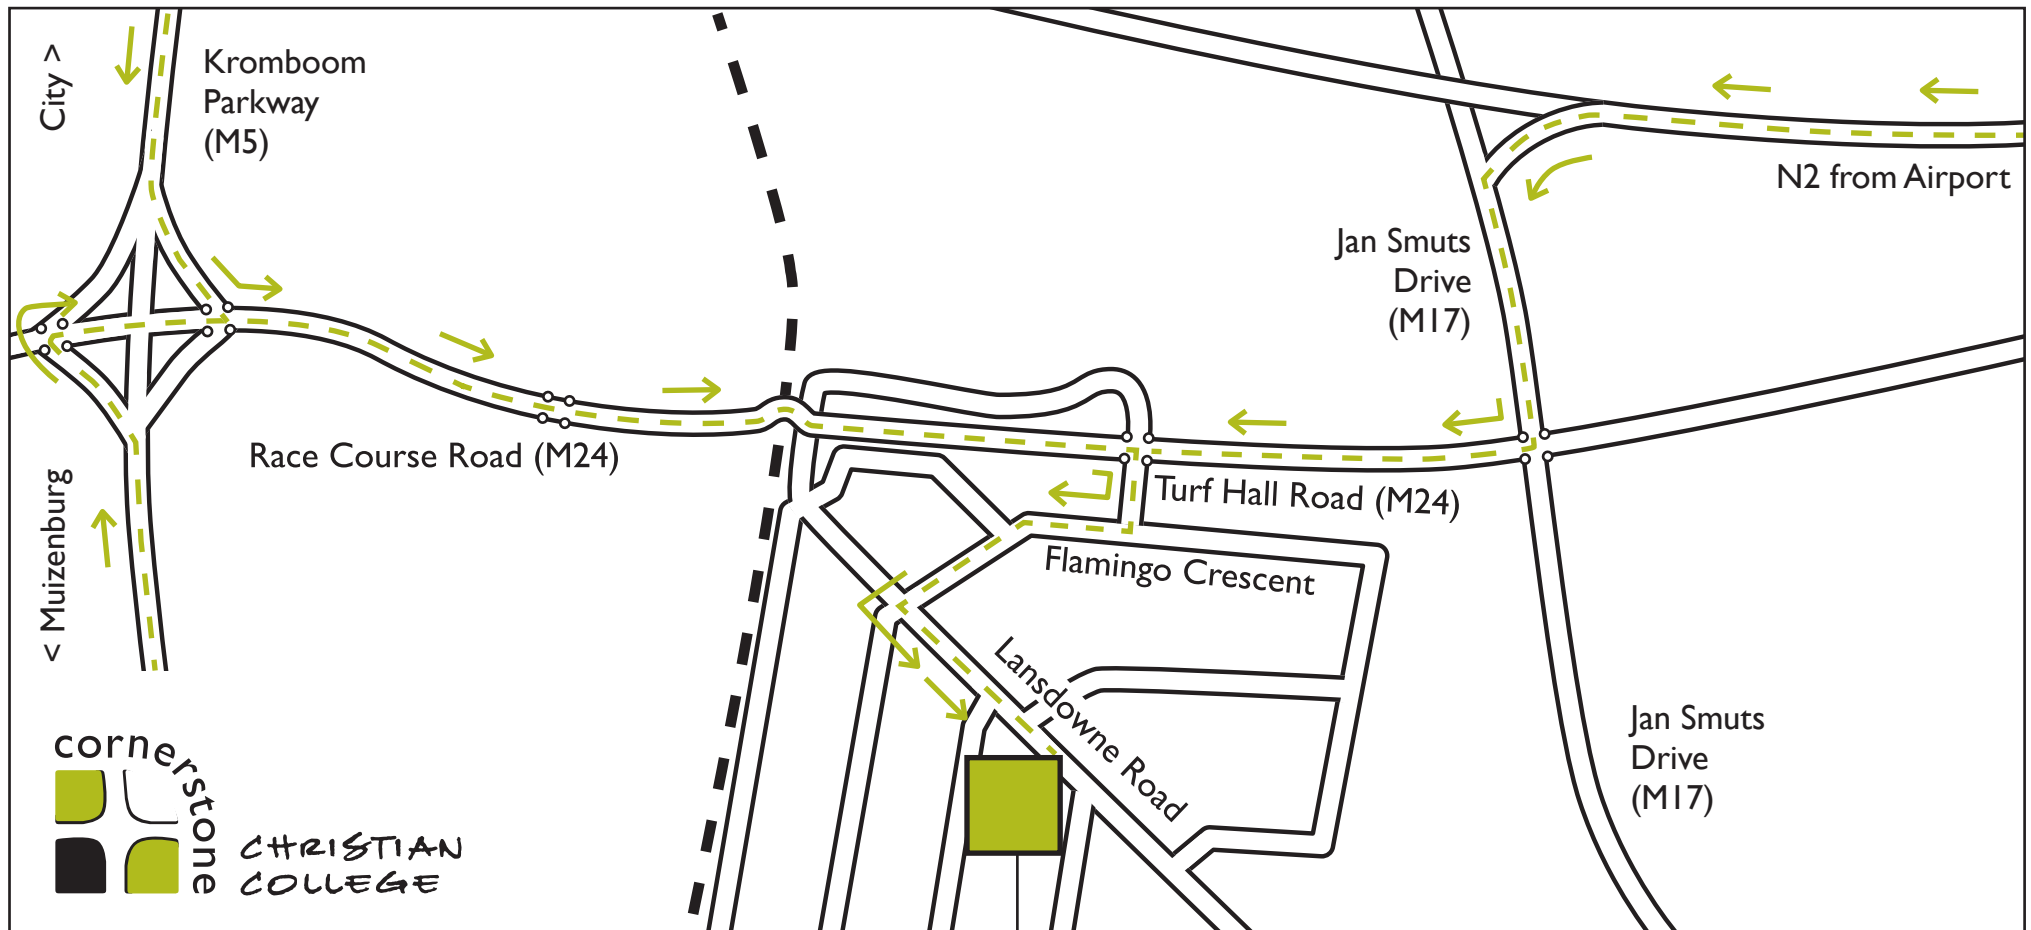 City >
Kromboom
Parkway
(M5)
N2 from Airport
Jan Smuts
Drive
(M17)
Race Course Road (M24)
Turf Hall Road (M24)
< Muizenburg
Flamingo Crescent
Lansdowne Road
Jan Smuts
Drive
(M17)
cornerstone
CHRISTIAN
COLLEGE